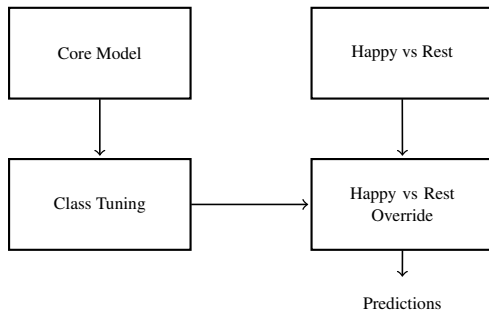 Core Model
Happy vs Rest
Class Tuning
Happy vs Rest
Override
Predictions